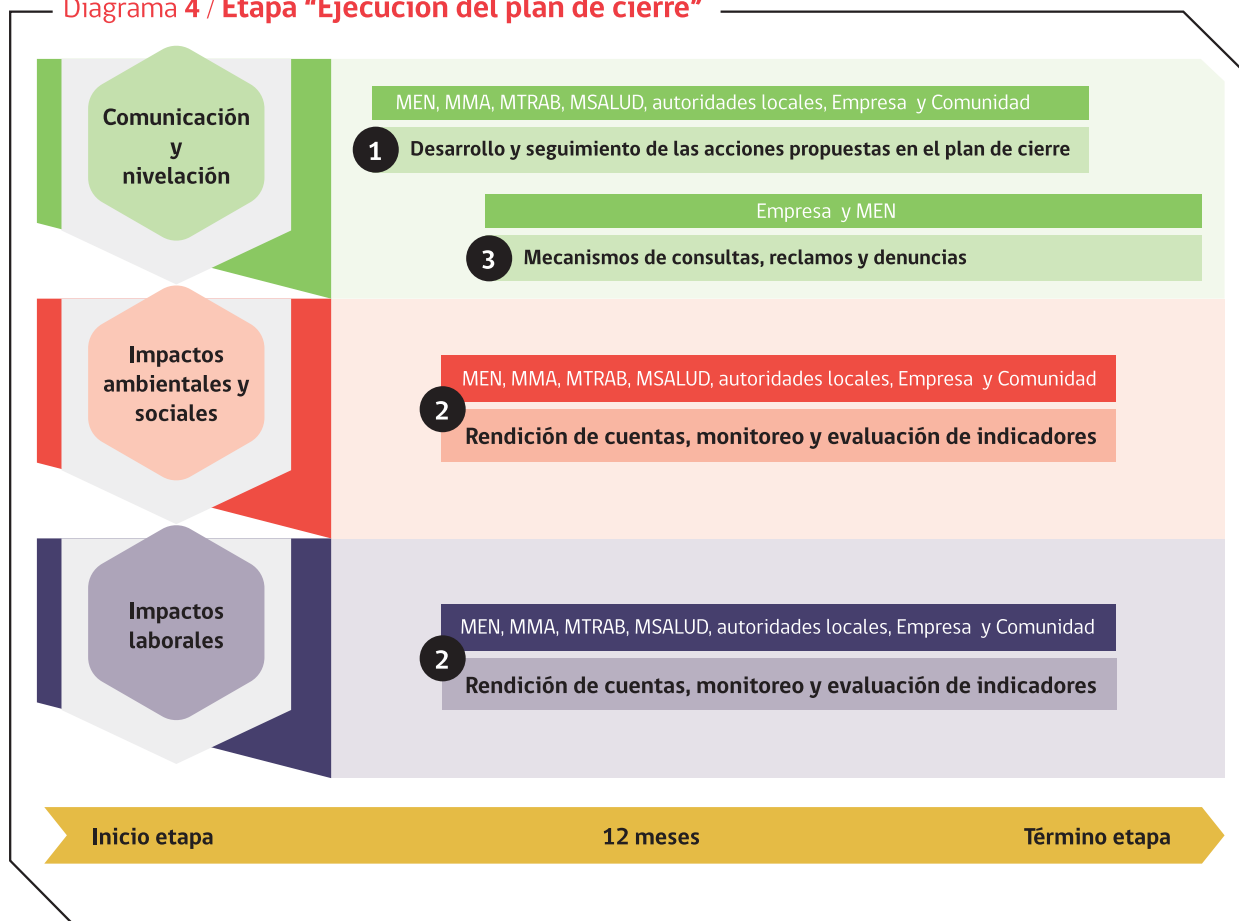 Diagrama 4 / Etapa "Ejecución del plan de cierre"
Comunicación
y
nivelación
MEN, MMA, MTRAB, MSALUD, autoridades locales, Empresa y Comunidad
1 Desarrollo y seguimiento de las acciones propuestas en el plan de cierre
Empresa y MEN
3 Mecanismos de consultas, reclamos y denuncias
Impactos
ambientales y
sociales
MEN, MMA, MTRAB, MSALUD, autoridades locales, Empresa y Comunidad
2 Rendición de cuentas, monitoreo y evaluación de indicadores
Impactos
laborales
MEN, MMA, MTRAB, MSALUD, autoridades locales, Empresa y Comunidad
2 Rendición de cuentas, monitoreo y evaluación de indicadores
Inicio etapa 12 meses Término etapa